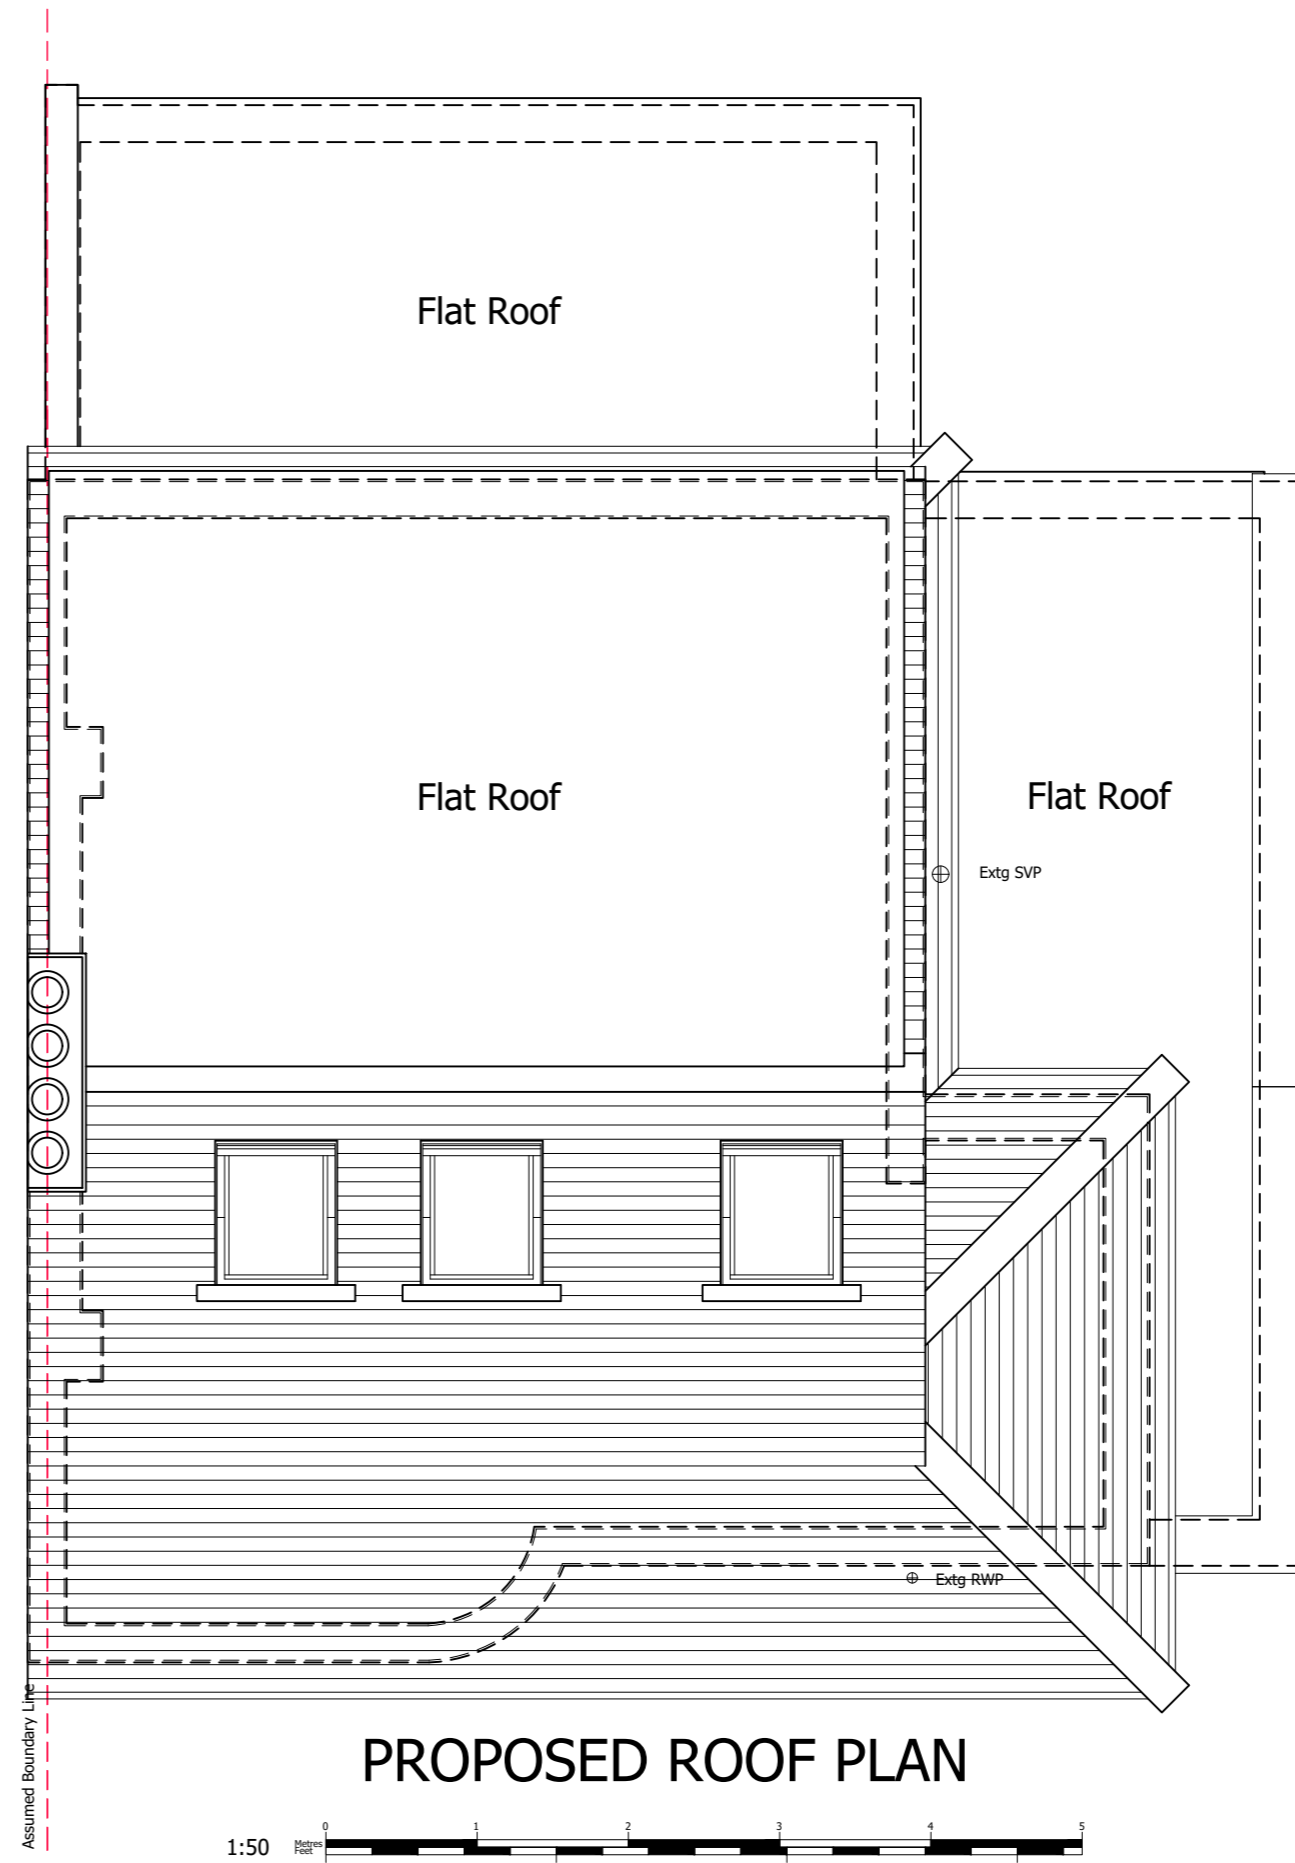 Flat Roof
Flat Roof
Flat Roof
Extg SVP
Extg RWP
Assumed Boundary Line
PROPOSED ROOF PLAN
1:50
Metres
Feet
0 1 2 3 4 5